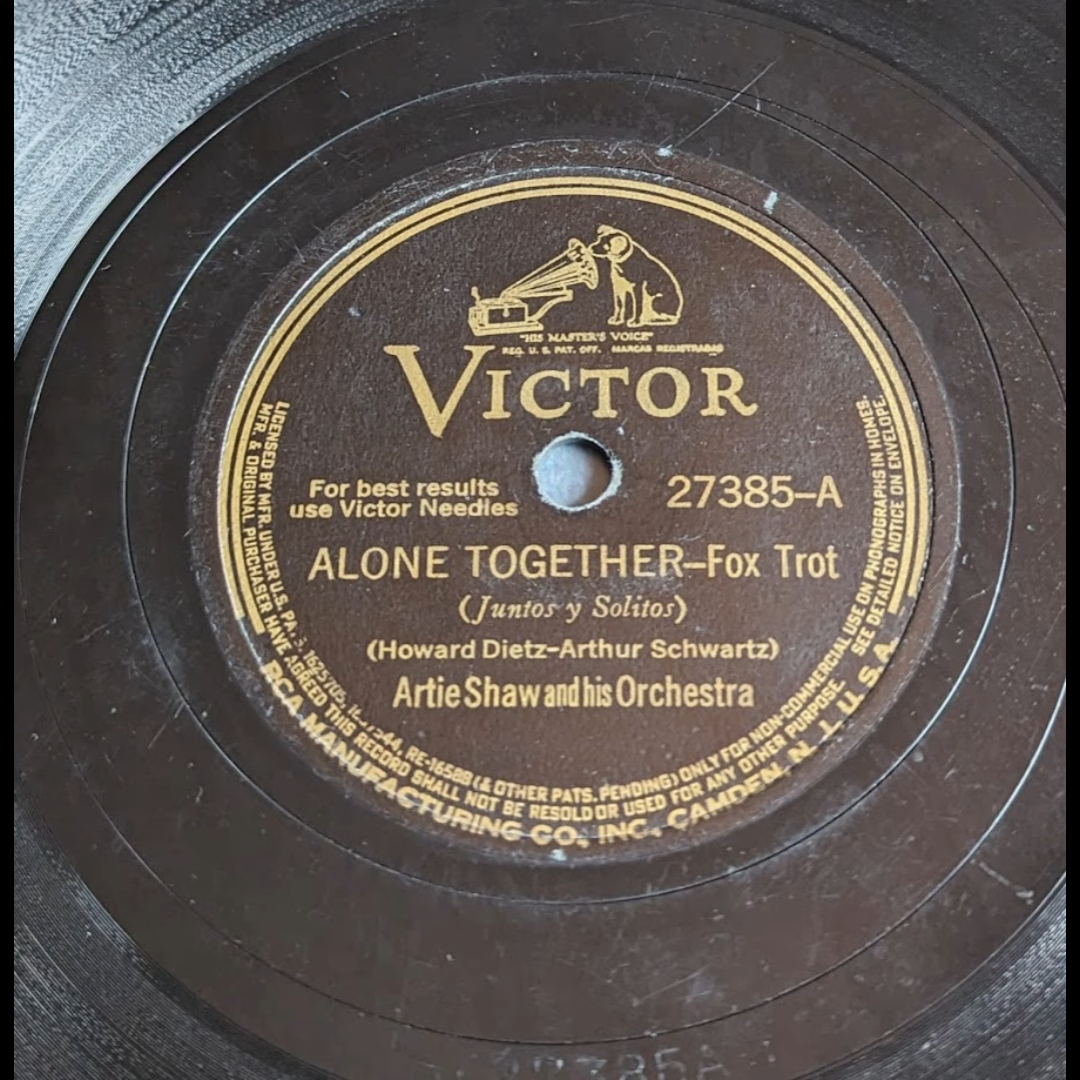 "HIS MASTER'S VOICE"
REG. U. S. PAT. OFF. MARCAS REGISTRADAS
VICTOR
For best results
use Victor Needles
27385-A
ALONE TOGETHER-Fox Trot
(Juntos y Solitos)
(Howard Dietz-Arthur Schwartz)
Artie Shaw and his Orchestra
LICENSED BY MFR. UNDER U.S. 1625705, RE-16588 (& OTHER PATS. PENDING) ONLY FOR NON-COMMERCIAL USE ON PHONOGRAPHS IN HOMES.
MFR. & ORIGINAL PURCHASER HAVE AGREED THIS RECORD SHALL NOT BE RESOLD OR USED FOR ANY OTHER PURPOSE. SEE DETAILED NOTICE ON ENVELOPE.
RCA MANUFACTURING CO., INC. CAMDEN, N. J., U. S. A.